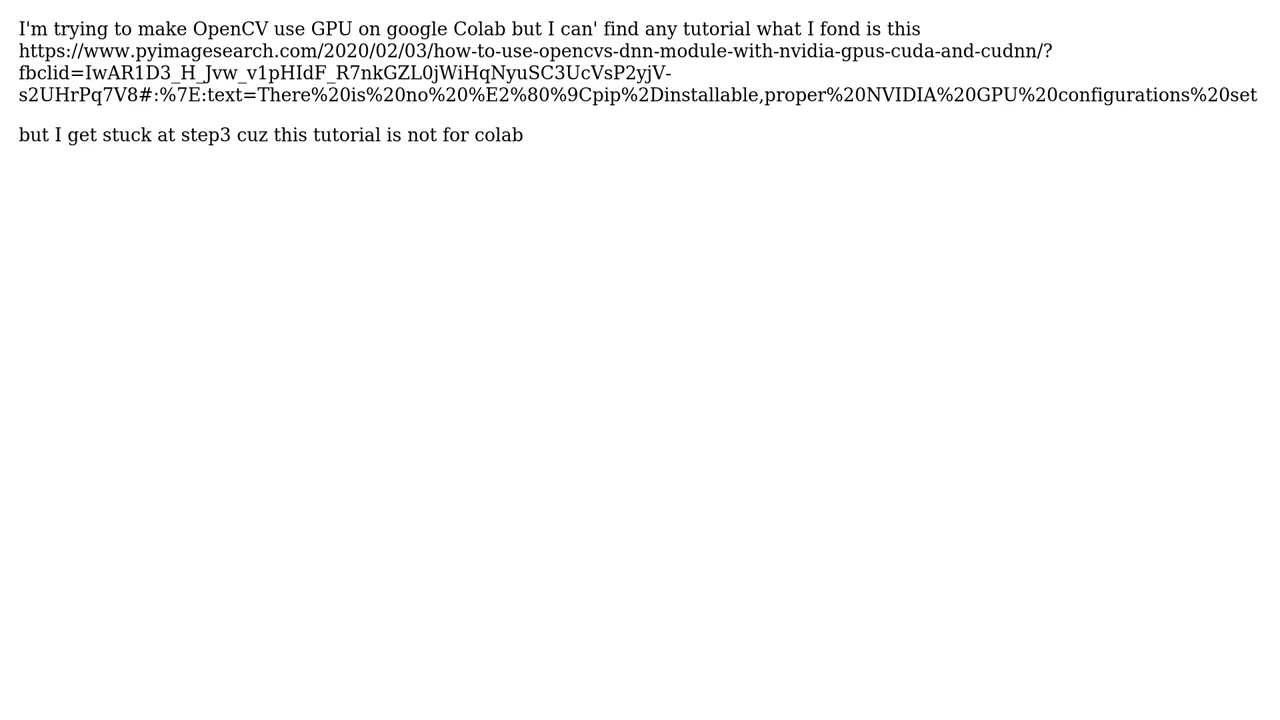 I'm trying to make OpenCV use GPU on google Colab but I can' find any tutorial what I fond is this
https://www.pyimagesearch.com/2020/02/03/how-to-use-opencvs-dnn-module-with-nvidia-gpus-cuda-and-cudnn/?
fbclid=IwAR1D3_H_Jvw_v1pHIdF_R7nkGZL0jWiHqNyuSC3UcVsP2yjV-
s2UHrPq7V8#:%7E:text=There%20is%20no%20%E2%80%9Cpip%2Dinstallable,proper%20NVIDIA%20GPU%20configurations%20set
but I get stuck at step3 cuz this tutorial is not for colab